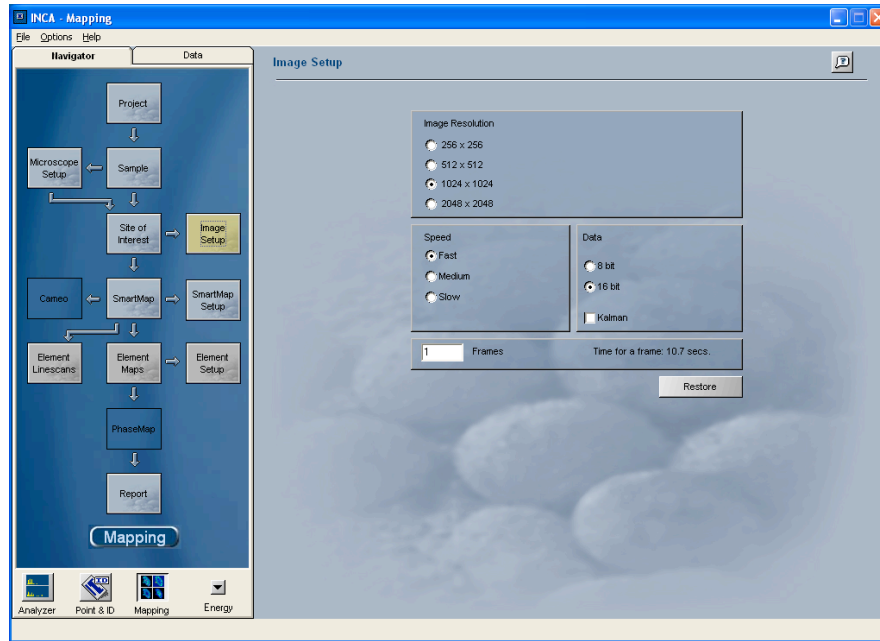 INCA - Mapping
File Options Help
Navigator
Data
Project
Microscope
Setup
Sample
Site of
Interest
Image
Setup
Cameo
SmartMap
SmartMap
Setup
Element
Linescans
Element
Maps
Element
Setup
PhaseMap
Report
Mapping
Analyzer
Point & ID
Mapping
Energy
Image Setup
Image Resolution
256 x 256
512 x 512
1024 x 1024
2048 x 2048
Speed
Fast
Medium
Slow
Data
8 bit
16 bit
Kalman
1 Frames Time for a frame: 10.7 secs.
Restore